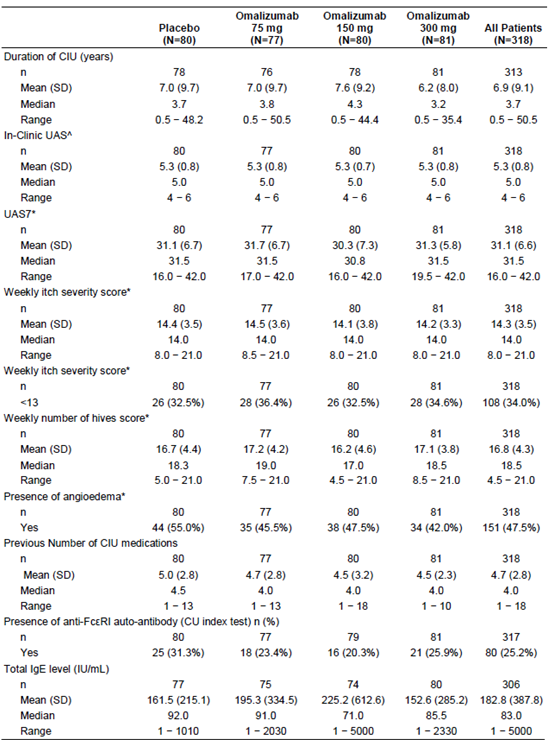 Placebo (N=80) Omalizumab 75 mg (N=77) Omalizumab 150 mg (N=80) Omalizumab 300 mg (N=81) All Patients (N=318)
Duration of CIU (years)
n 78 76 78 81 313
Mean (SD) 7.0 (9.7) 7.0 (9.7) 7.6 (9.2) 6.2 (8.0) 6.9 (9.1)
Median 3.7 3.8 4.3 3.2 3.7
Range 0.5 – 48.2 0.5 – 50.5 0.5 – 44.4 0.5 – 35.4 0.5 – 50.5
In-Clinic UAS^
n 80 77 80 81 318
Mean (SD) 5.3 (0.8) 5.3 (0.8) 5.3 (0.7) 5.3 (0.8) 5.3 (0.8)
Median 5.0 5.0 5.0 5.0 5.0
Range 4 – 6 4 – 6 4 – 6 4 – 6 4 – 6
UAS7*
n 80 77 80 81 318
Mean (SD) 31.1 (6.7) 31.7 (6.7) 30.3 (7.3) 31.3 (5.8) 31.1 (6.6)
Median 31.5 31.5 30.8 31.5 31.5
Range 16.0 – 42.0 17.0 – 42.0 16.0 – 42.0 19.5 – 42.0 16.0 – 42.0
Weekly itch severity score*
n 80 77 80 81 318
Mean (SD) 14.4 (3.5) 14.5 (3.6) 14.1 (3.8) 14.2 (3.3) 14.3 (3.5)
Median 14.0 14.0 14.0 14.0 14.0
Range 8.0 – 21.0 8.5 – 21.0 8.0 – 21.0 8.0 – 21.0 8.0 – 21.0
Weekly itch severity score*
n 80 77 80 81 318
<13 26 (32.5%) 28 (36.4%) 26 (32.5%) 28 (34.6%) 108 (34.0%)
Weekly number of hives score*
n 80 77 80 81 318
Mean (SD) 16.7 (4.4) 17.2 (4.2) 16.2 (4.6) 17.1 (3.8) 16.8 (4.3)
Median 18.3 19.0 17.0 18.5 18.5
Range 5.0 – 21.0 7.5 – 21.0 4.5 – 21.0 8.5 – 21.0 4.5 – 21.0
Presence of angioedema*
n 80 77 80 81 318
Yes 44 (55.0%) 35 (45.5%) 38 (47.5%) 34 (42.0%) 151 (47.5%)
Previous Number of CIU medications
n 80 77 80 81 318
Mean (SD) 5.0 (2.8) 4.7 (2.8) 4.5 (3.2) 4.5 (2.3) 4.7 (2.8)
Median 4.5 4.0 4.0 4.0 4.0
Range 1 – 13 1 – 13 1 – 18 1 – 10 1 – 18
Presence of anti-FcεRI auto-antibody (CU index test) n (%)
n 80 77 79 81 317
Yes 25 (31.3%) 18 (23.4%) 16 (20.3%) 21 (25.9%) 80 (25.2%)
Total IgE level (IU/mL)
n 77 75 74 80 306
Mean (SD) 161.5 (215.1) 195.3 (334.5) 225.2 (612.6) 152.6 (285.2) 182.8 (387.8)
Median 92.0 91.0 71.0 85.5 83.0
Range 1 – 1010 1 – 2030 1 – 5000 1 – 2330 1 – 5000